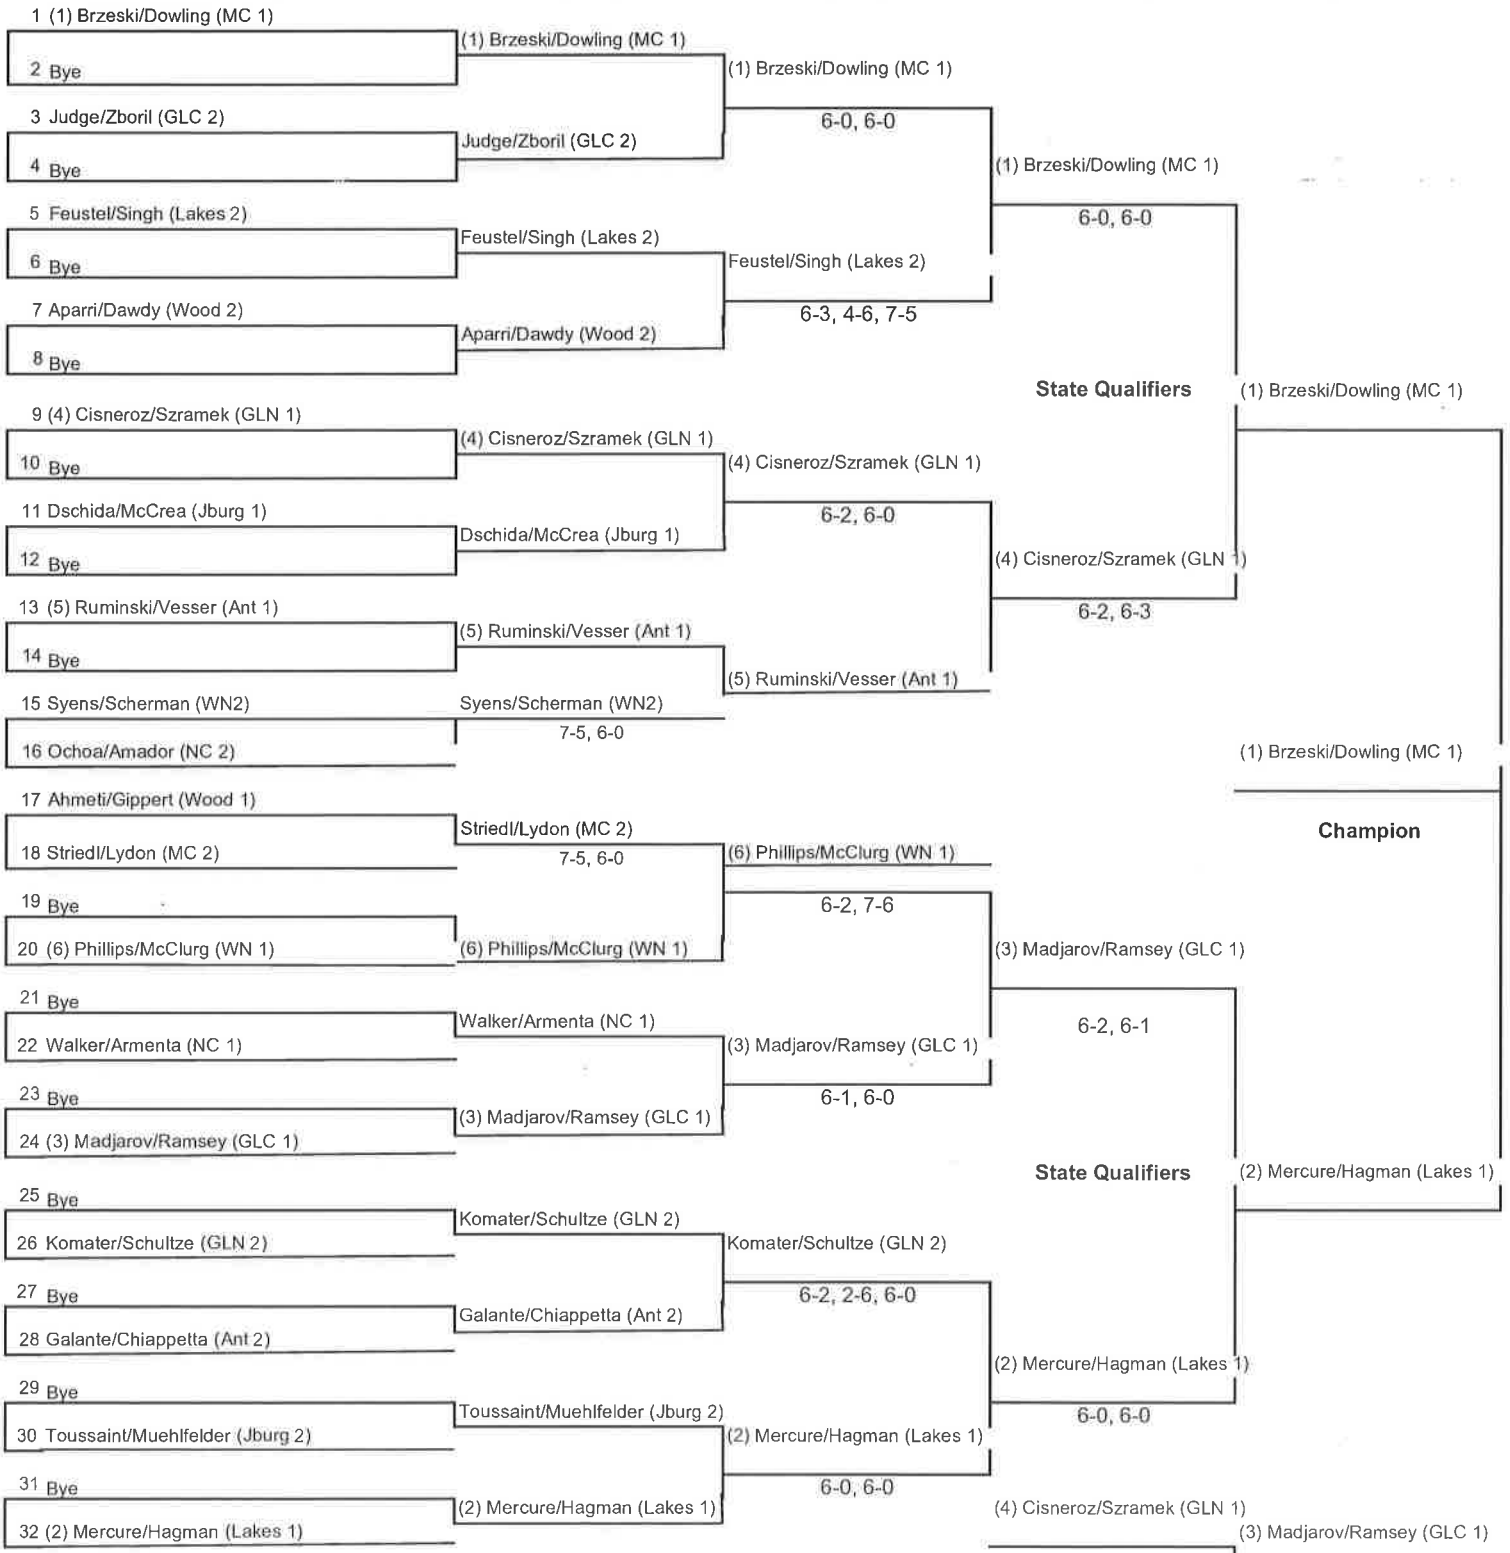 1 (1) Brzeski/Dowling (MC 1)
(1) Brzeski/Dowling (MC 1)
2 Bye
(1) Brzeski/Dowling (MC 1)
6-0, 6-0
3 Judge/Zboril (GLC 2)
Judge/Zboril (GLC 2)
4 Bye
(1) Brzeski/Dowling (MC 1)
6-0, 6-0
5 Feustel/Singh (Lakes 2)
Feustel/Singh (Lakes 2)
6 Bye
Feustel/Singh (Lakes 2)
6-3, 4-6, 7-5
7 Aparri/Dawdy (Wood 2)
Aparri/Dawdy (Wood 2)
8 Bye
State Qualifiers
(1) Brzeski/Dowling (MC 1)
9 (4) Cisneroz/Szramek (GLN 1)
(4) Cisneroz/Szramek (GLN 1)
10 Bye
(4) Cisneroz/Szramek (GLN 1)
6-2, 6-0
11 Dschida/McCrea (Jburg 1)
Dschida/McCrea (Jburg 1)
12 Bye
(4) Cisneroz/Szramek (GLN 1)
6-2, 6-3
13 (5) Ruminski/Vesser (Ant 1)
(5) Ruminski/Vesser (Ant 1)
14 Bye
(5) Ruminski/Vesser (Ant 1)
15 Syens/Scherman (WN2)
Syens/Scherman (WN2)
7-5, 6-0
16 Ochoa/Amador (NC 2)
(1) Brzeski/Dowling (MC 1)
Champion
17 Ahmeti/Gippert (Wood 1)
Striedl/Lydon (MC 2)
7-5, 6-0
18 Striedl/Lydon (MC 2)
(6) Phillips/McClurg (WN 1)
6-2, 7-6
19 Bye
20 (6) Phillips/McClurg (WN 1)
(6) Phillips/McClurg (WN 1)
(3) Madjarov/Ramsey (GLC 1)
6-2, 6-1
21 Bye
Walker/Armenta (NC 1)
22 Walker/Armenta (NC 1)
(3) Madjarov/Ramsey (GLC 1)
6-1, 6-0
23 Bye
(3) Madjarov/Ramsey (GLC 1)
24 (3) Madjarov/Ramsey (GLC 1)
State Qualifiers
(2) Mercure/Hagman (Lakes 1)
25 Bye
Komater/Schultze (GLN 2)
26 Komater/Schultze (GLN 2)
Komater/Schultze (GLN 2)
6-2, 2-6, 6-0
27 Bye
Galante/Chiappetta (Ant 2)
28 Galante/Chiappetta (Ant 2)
(2) Mercure/Hagman (Lakes 1)
6-0, 6-0
29 Bye
Toussaint/Muehlfelder (Jburg 2)
30 Toussaint/Muehlfelder (Jburg 2)
(2) Mercure/Hagman (Lakes 1)
6-0, 6-0
31 Bye
(2) Mercure/Hagman (Lakes 1)
32 (2) Mercure/Hagman (Lakes 1)
(4) Cisneroz/Szramek (GLN 1)
(3) Madjarov/Ramsey (GLC 1)